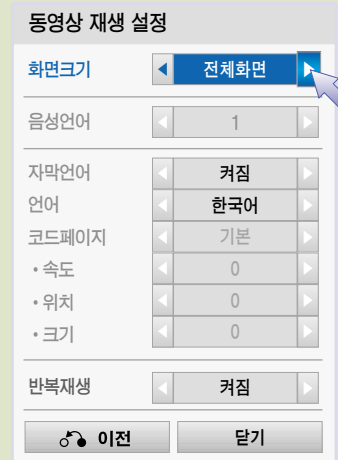 동영상 재생 설정
화면크기 전체화면
음성언어 1
자막언어 켜짐
언어 한국어
코드페이지 기본
• 속도 0
• 위치 0
• 크기 0
반복재생 켜짐
이전 닫기